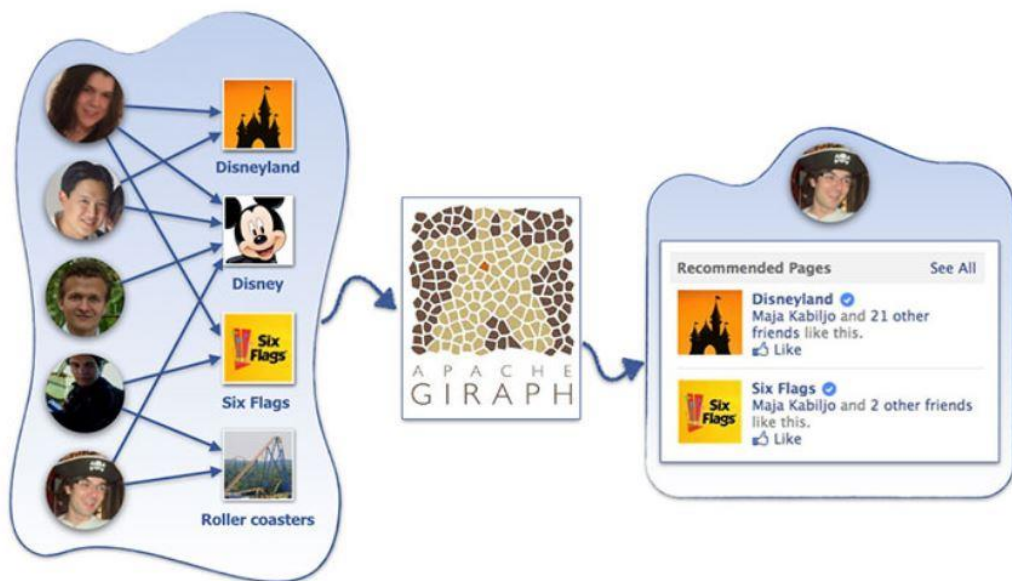 Disneyland
Disney
Six
Flags
Six Flags
Roller coasters
APACHE
GIRAPH
Recommended Pages See All
Disneyland
Maja Kabiljo and 21 other
friends like this.
Like
Six Flags
Six
Flags
Maja Kabiljo and 2 other friends
like this.
Like